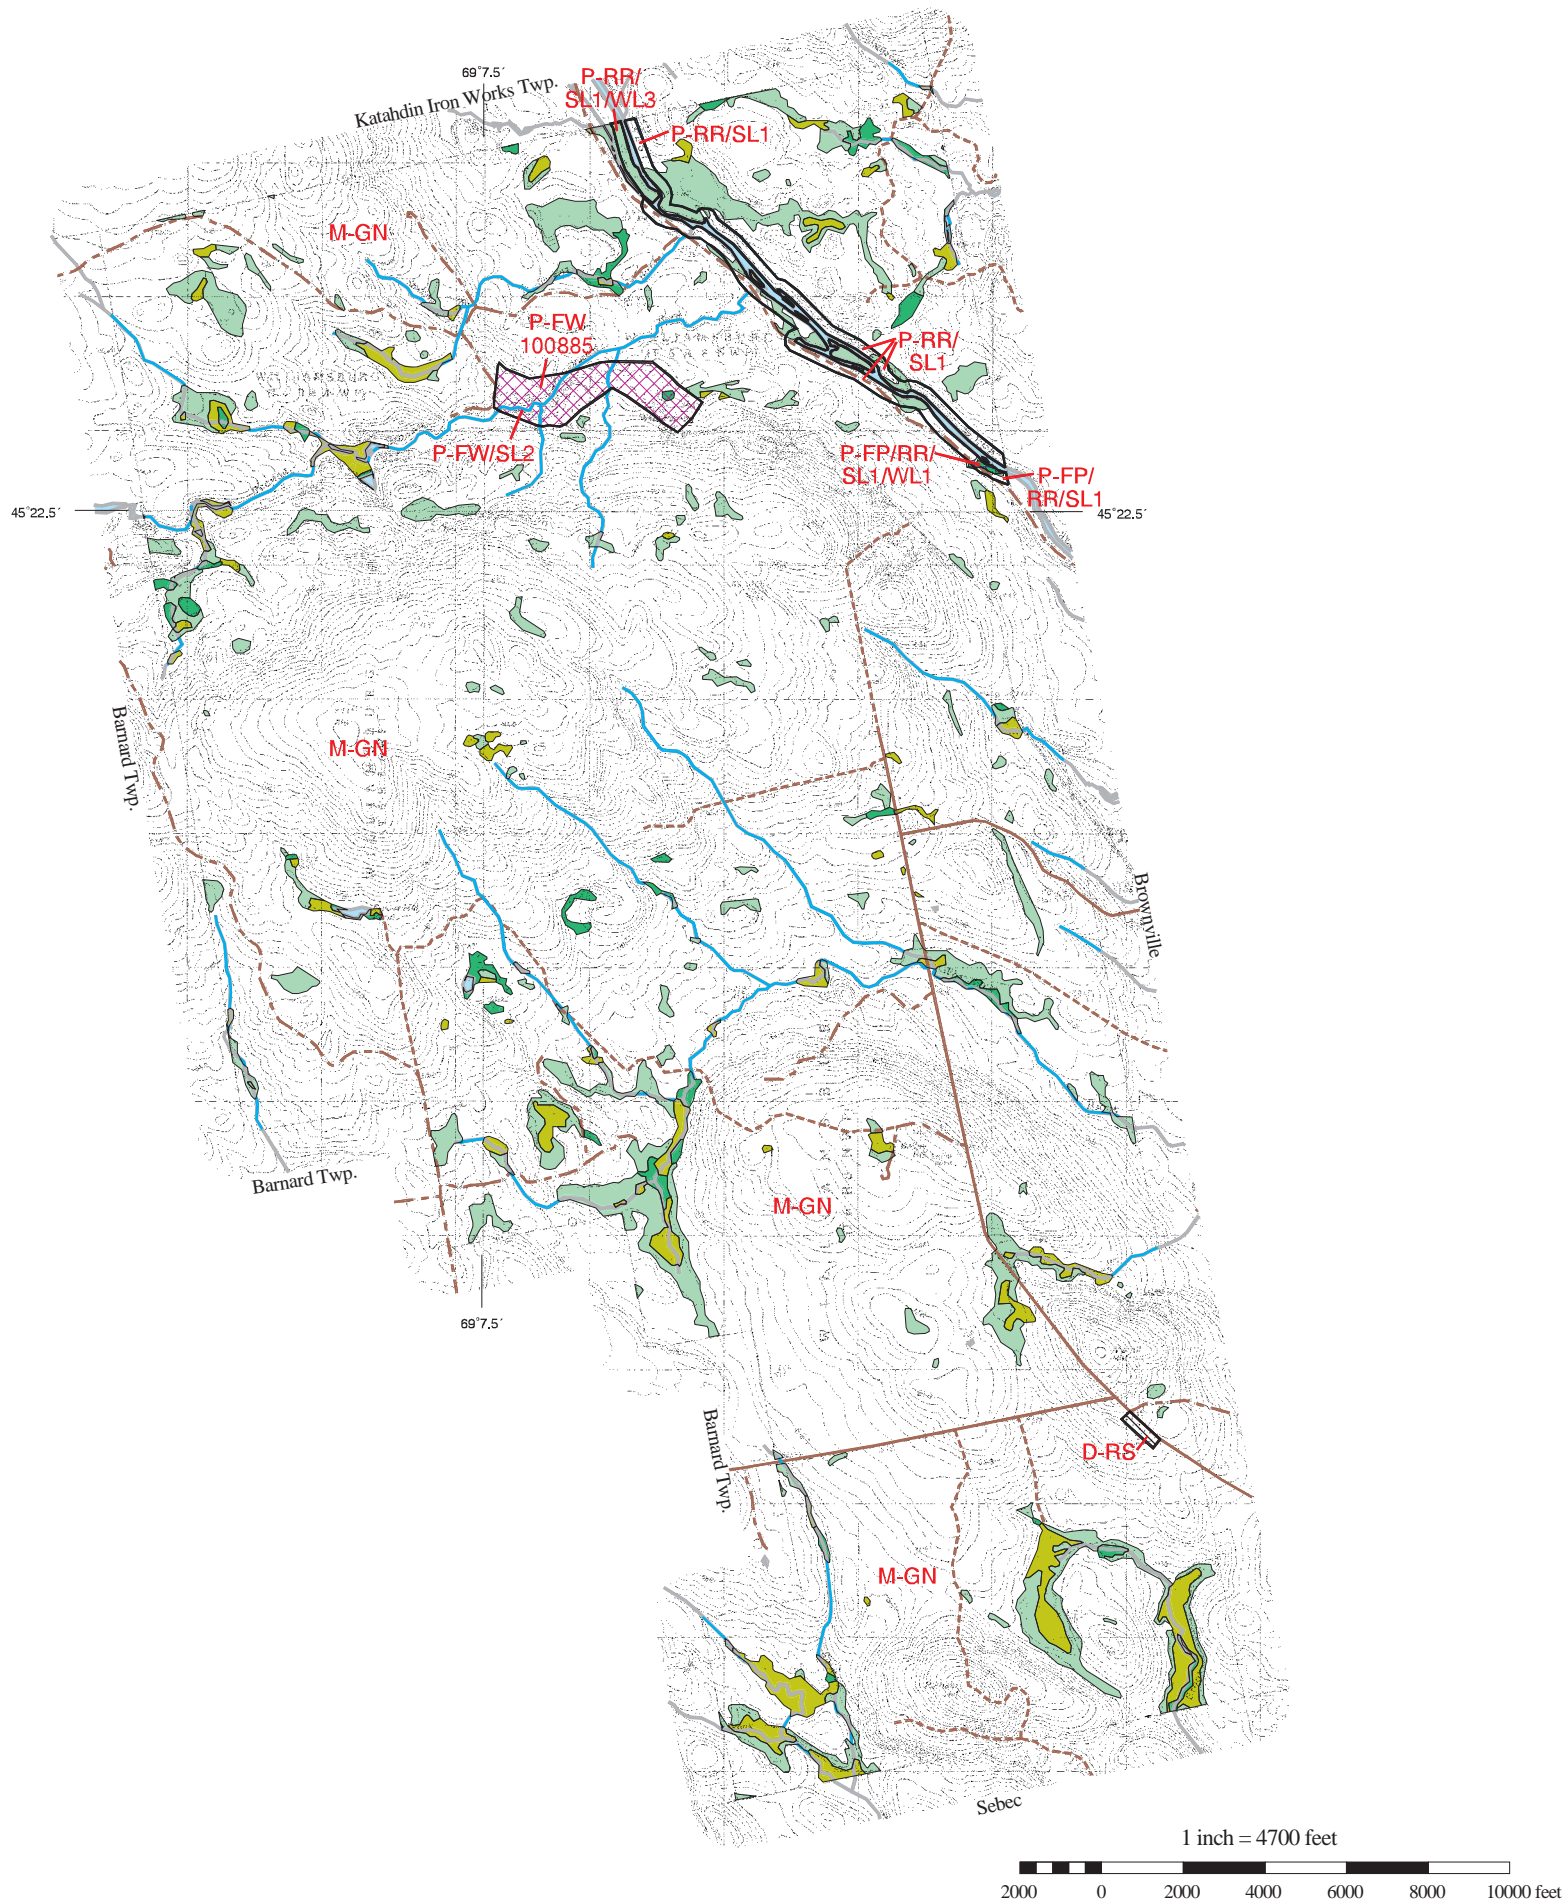 69°7.5´
Katahdin Iron Works Twp.
P-RR/
SL1/WL3
P-RR/SL1
M-GN
P-FW
100885
P-RR/
SL1
P-FW/SL2
P-FP/RR/
SL1/WL1
P-FP/
RR/SL1
45°22.5´
45°22.5´
Barnard Twp.
M-GN
Brownville
Barnard Twp.
M-GN
69°7.5´
Barnard Twp.
D-RS
M-GN
Sebec
1 inch = 4700 feet
2000 0 2000 4000 6000 8000 10000 feet